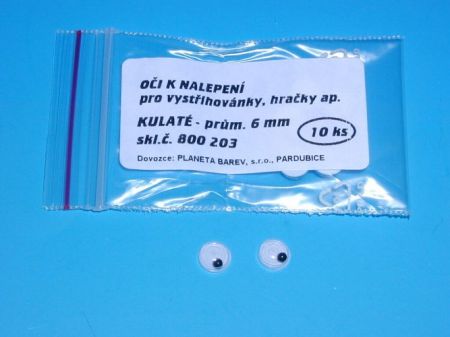 OČI K NALEPENÍ
pro vystřihovánky, hračky ap.
KULATÉ - prům. 6 mm
skl.č. 800 203
10 ks
Dovozce: PLANETA BAREV, s.r.o., PARDUBICE